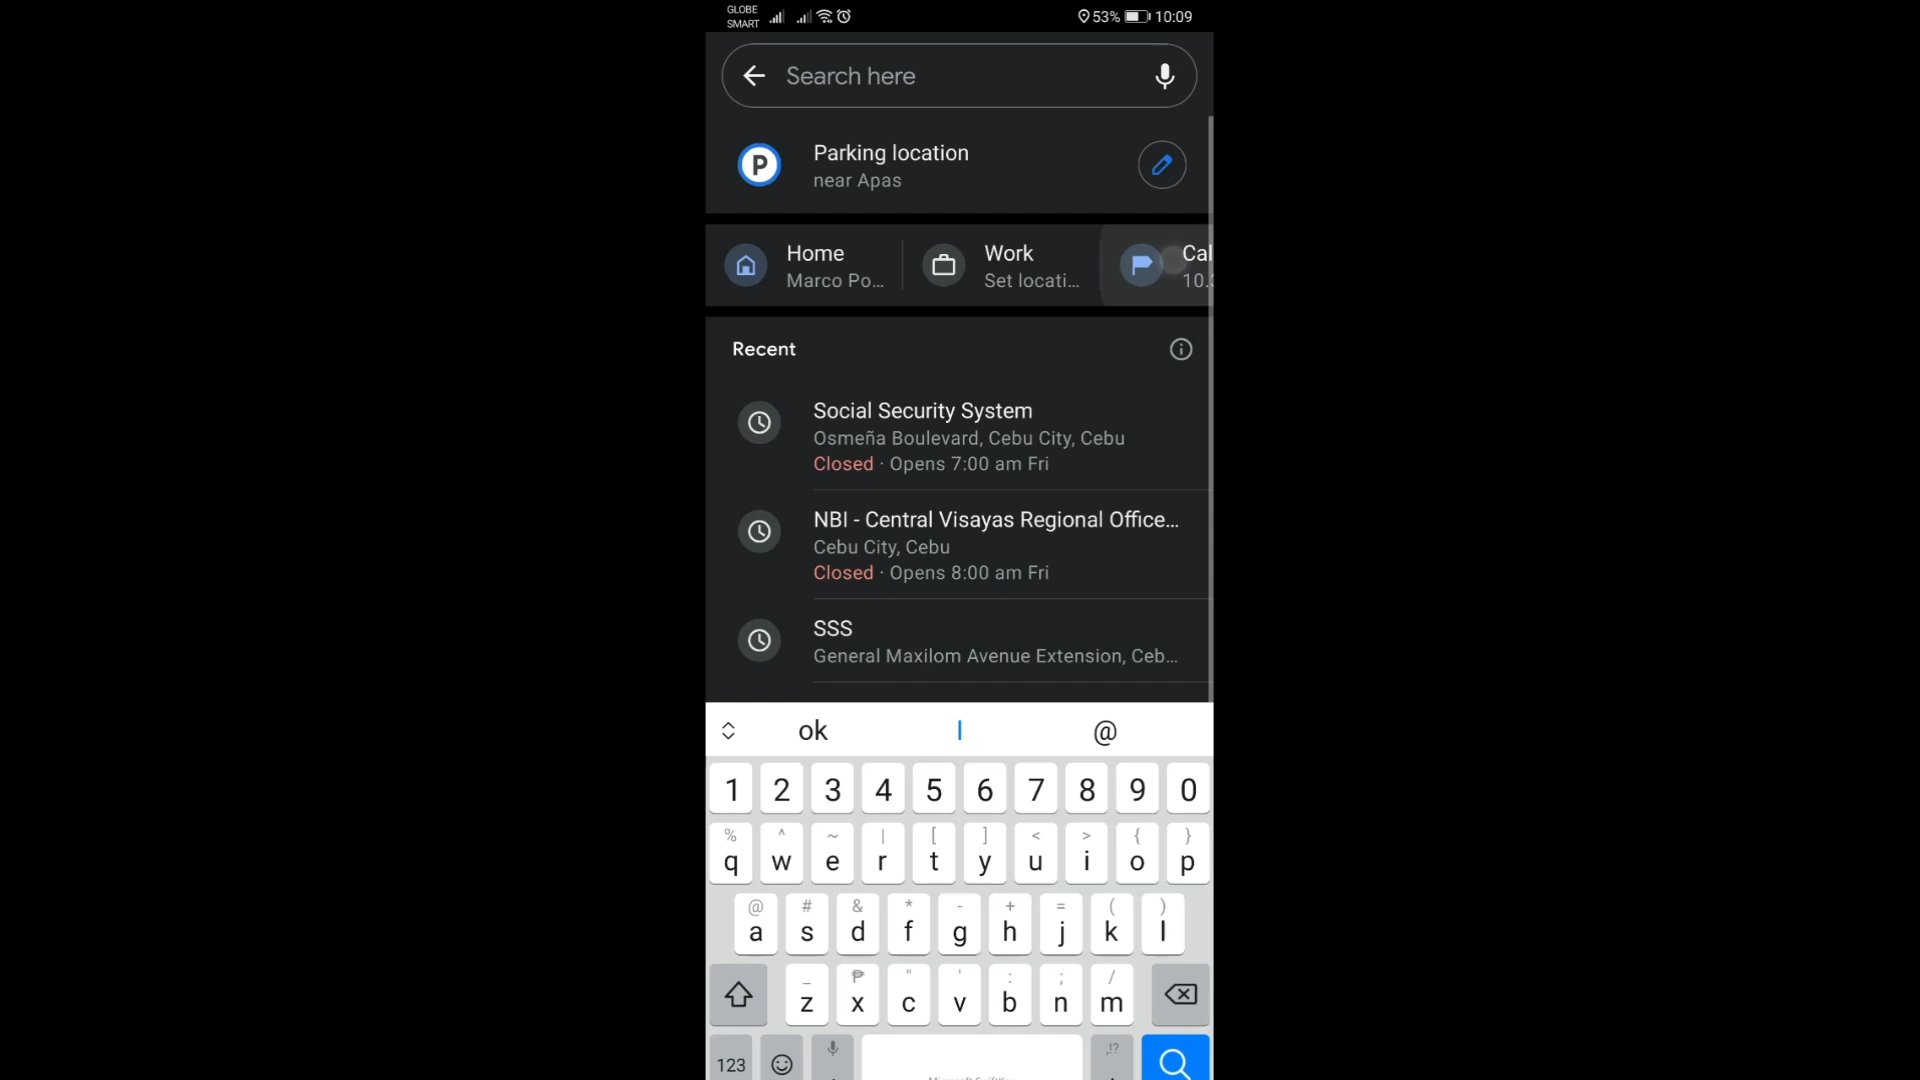 GLOBE
SMART
53% 10:09
Search here
P
Parking location
near Apas
Home
Marco Po...
Work
Set locati...
Cal
10.
Recent
Social Security System
Osmeña Boulevard, Cebu City, Cebu
Closed · Opens 7:00 am Fri
NBI - Central Visayas Regional Office...
Cebu City, Cebu
Closed · Opens 8:00 am Fri
SSS
General Maxilom Avenue Extension, Ceb...
ok I @
1 2 3 4 5 6 7 8 9 0
% ^ ~ | [ ] < > { }
q w e r t y u i o p
@ # & * - + = ( )
a s d f g h j k l
_ ₱ " ' : ; /
z x c v b n m
,!?
123